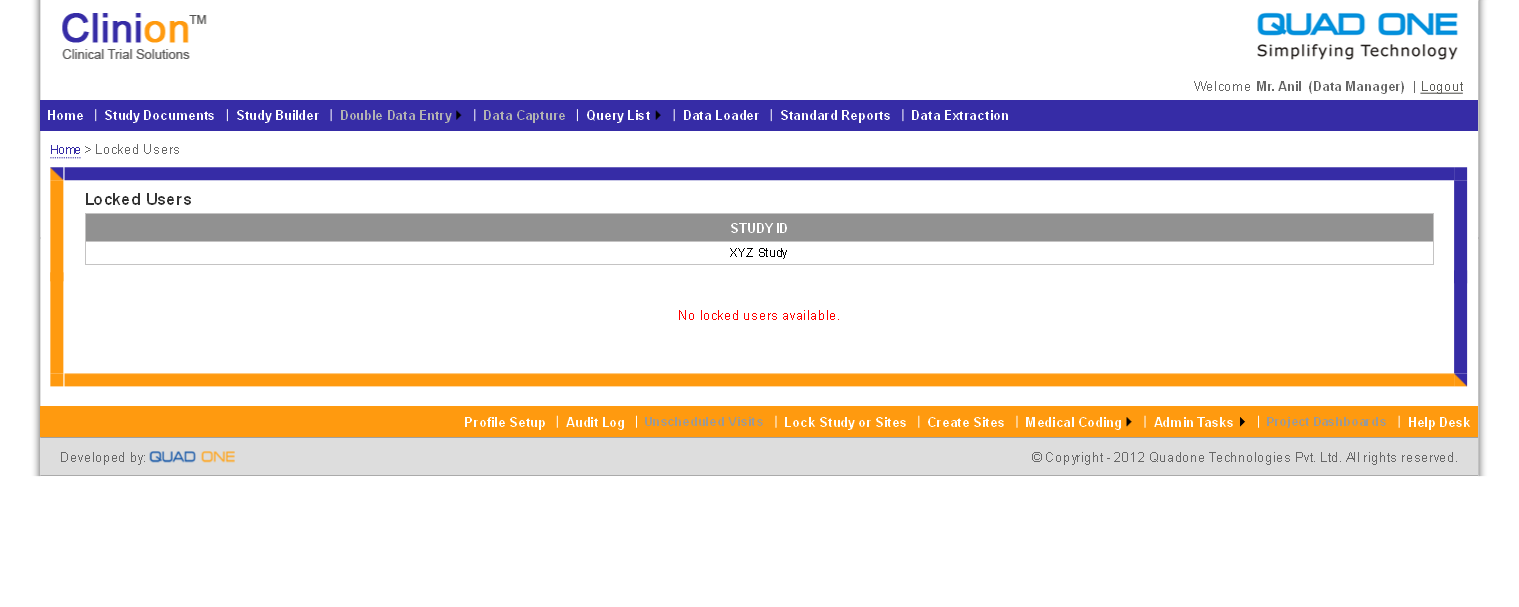 Clinion™
Clinical Trial Solutions
QUAD ONE
Simplifying Technology
Welcome Mr. Anil (Data Manager) | Logout
Home | Study Documents | Study Builder | Double Data Entry | Data Capture | Query List | Data Loader | Standard Reports | Data Extraction
Home > Locked Users
Locked Users
STUDY ID
XYZ Study
No locked users available.
Profile Setup | Audit Log | Unscheduled Visits | Lock Study or Sites | Create Sites | Medical Coding | Admin Tasks | Project Dashboards | Help Desk
Developed by: QUAD ONE
© Copyright - 2012 Quadone Technologies Pvt. Ltd. All rights reserved.